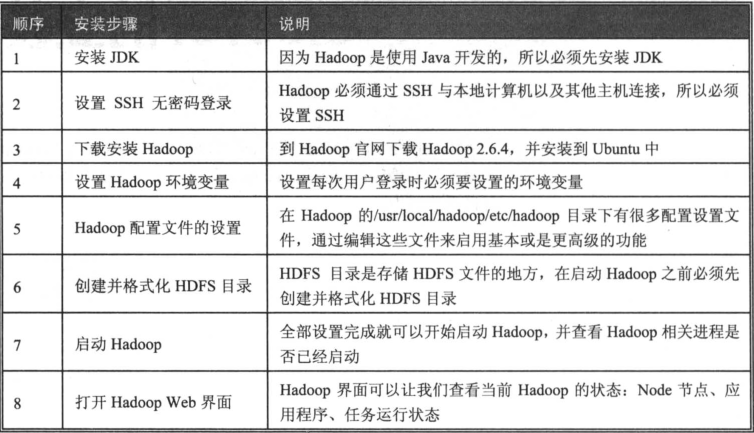 顺序 安装步骤 说明
1 安装 JDK 因为 Hadoop 是使用 Java 开发的，所以必须先安装 JDK
2 设置 SSH 无密码登录 Hadoop 必须通过 SSH 与本地计算机以及其他主机连接，所以必须
设置 SSH
3 下载安装 Hadoop 到 Hadoop 官网下载 Hadoop 2.6.4，并安装到 Ubuntu 中
4 设置 Hadoop 环境变量 设置每次用户登录时必须要设置的环境变量
5 Hadoop 配置文件的设置 在 Hadoop 的/usr/local/hadoop/etc/hadoop 目录下有很多配置设置文
件，通过编辑这些文件来启用基本或是更高级的功能
6 创建并格式化 HDFS 目录 HDFS 目录是存储 HDFS 文件的地方，在启动 Hadoop 之前必须先
创建并格式化 HDFS 目录
7 启动 Hadoop 全部设置完成就可以开始启动 Hadoop，并查看 Hadoop 相关进程是
否已经启动
8 打开 Hadoop Web 界面 Hadoop 界面可以让我们查看当前 Hadoop 的状态：Node 节点、应
用程序、任务运行状态